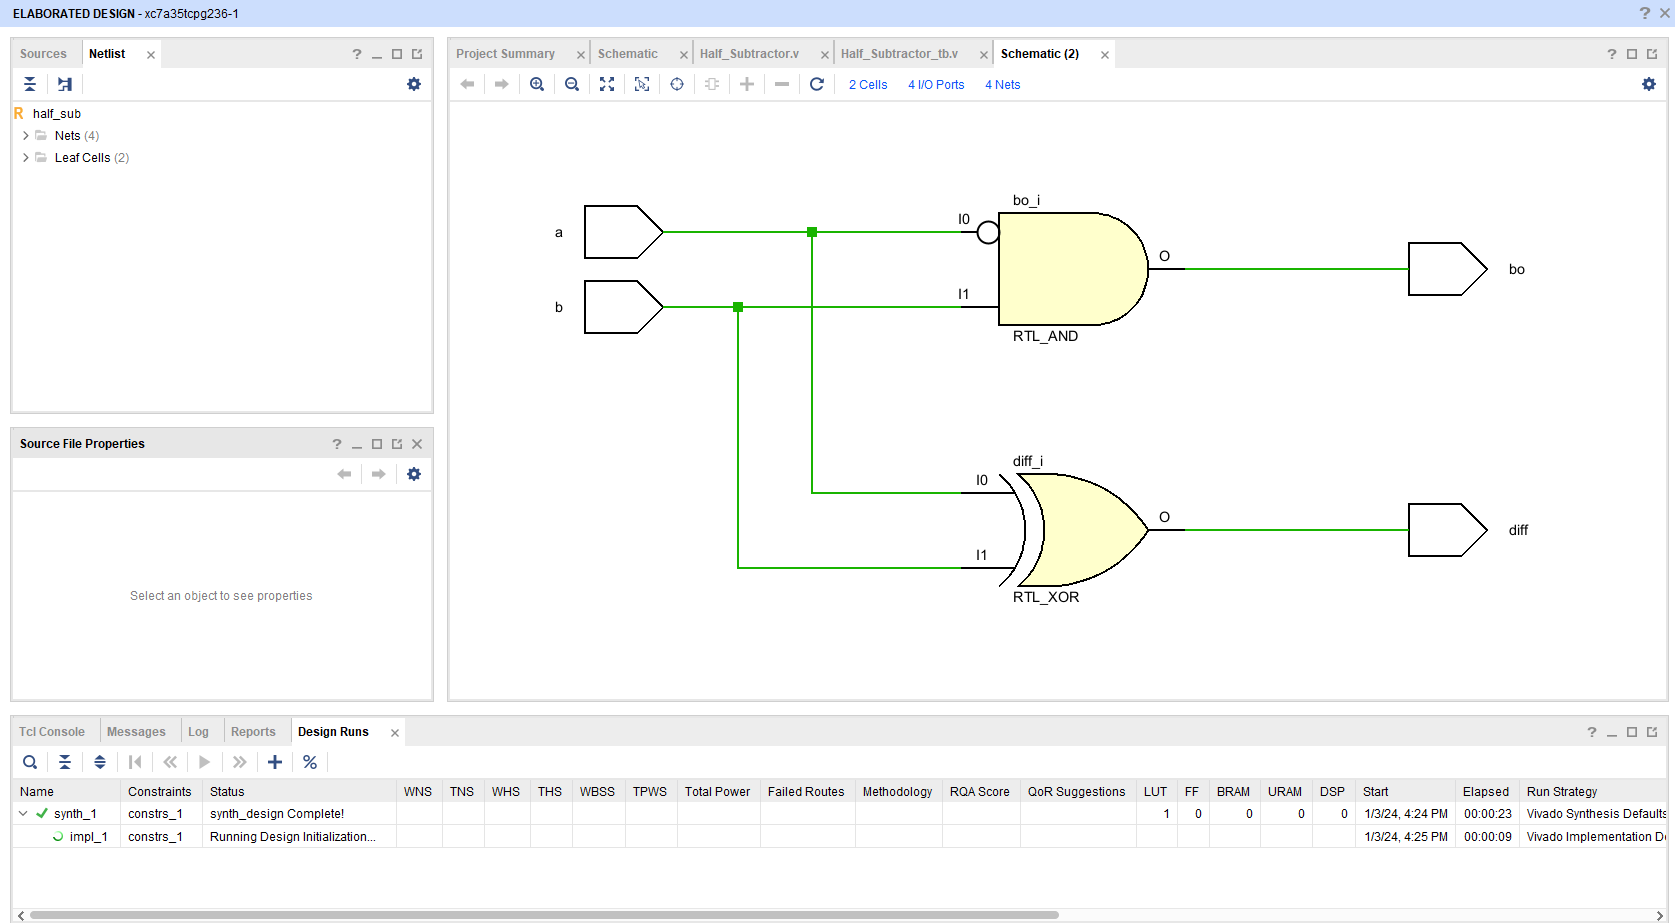 ELABORATED DESIGN - xc7a35tcpg236-1
Sources Netlist
half_sub
Nets (4)
Leaf Cells (2)
Source File Properties
Select an object to see properties
Project Summary Schematic Half_Subtractor.v Half_Subtractor_tb.v Schematic (2)
2 Cells 4 I/O Ports 4 Nets
bo_i
a I0 O
bo
b I1
RTL_AND
diff_i
I0 O
diff
I1
RTL_XOR
Tcl Console Messages Log Reports Design Runs
Name Constraints Status WNS TNS WHS THS WBSS TPWS Total Power Failed Routes Methodology RQA Score QoR Suggestions LUT FF BRAM URAM DSP Start Elapsed Run Strategy
synth_1 constrs_1 synth_design Complete! 1 0 0 0 0 1/3/24, 4:24 PM 00:00:23 Vivado Synthesis Defaults
impl_1 constrs_1 Running Design Initialization... 1/3/24, 4:25 PM 00:00:09 Vivado Implementation De